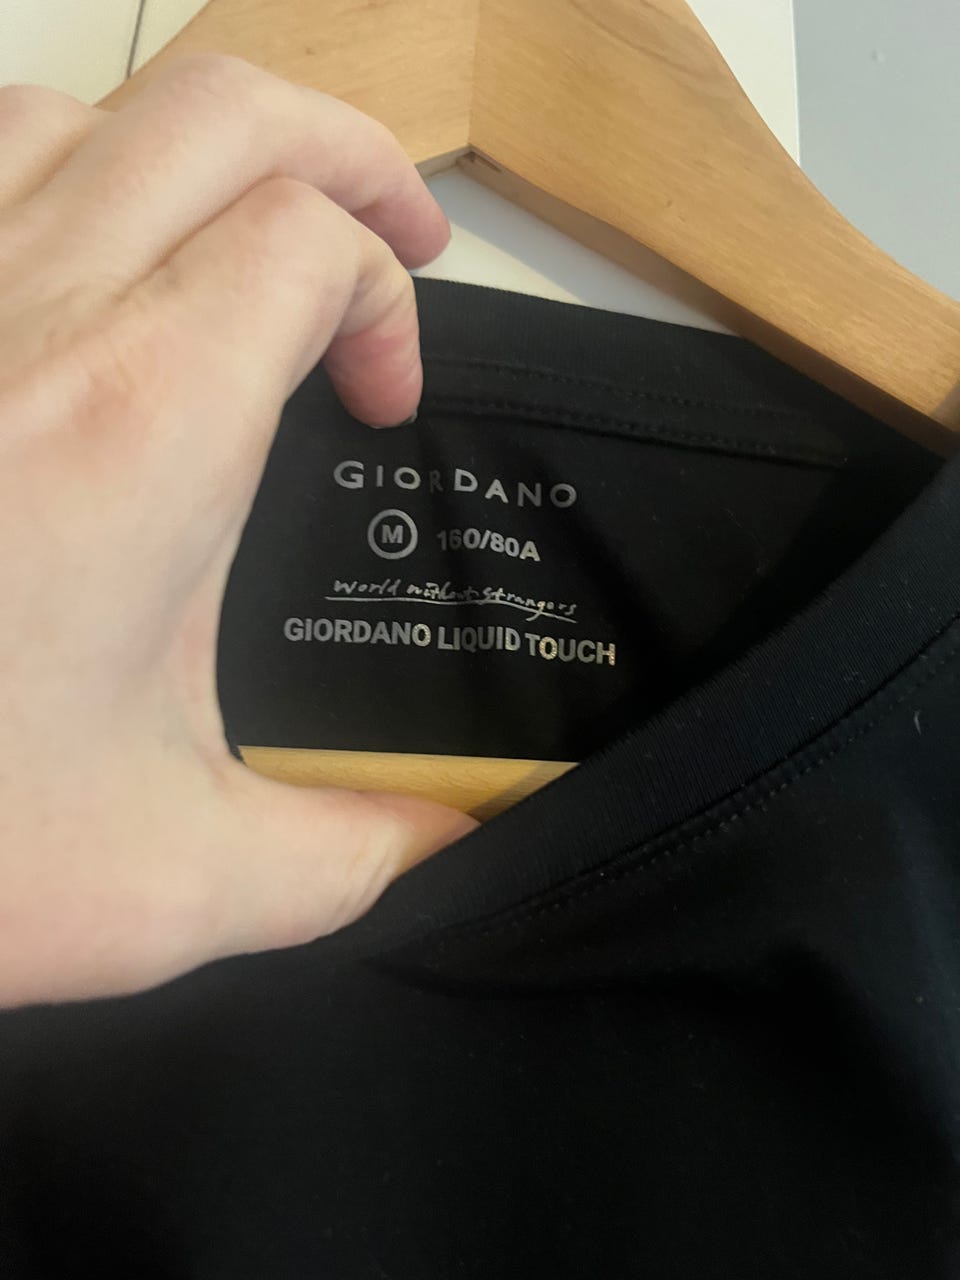 GIORDANO
M 160/80A
World without strangers
GIORDANO LIQUID TOUCH